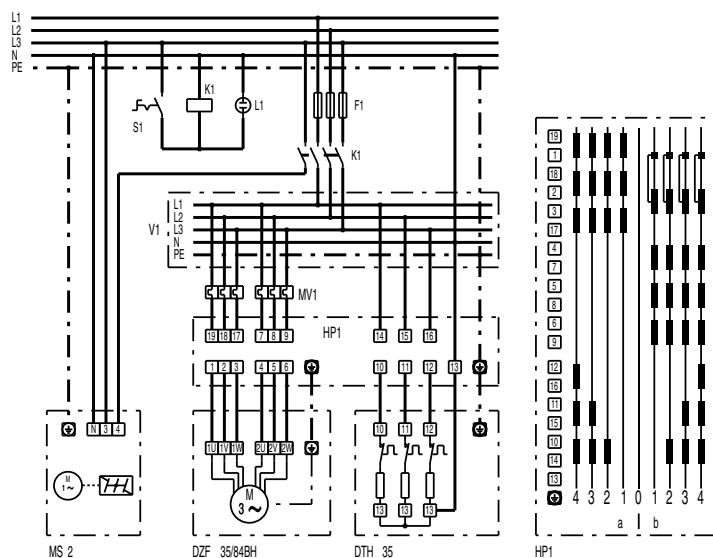 L1
L2
L3
N
PE
S1
K1
L1
F1
K1
V1
L1
L2
L3
N
PE
MV1
HP1
19 18 17 7 8 9 14 15 16
1 2 3 4 5 6 10 11 12 13
N 3 4
1U 1V 1W 2U 2V 2W
10 11 12
M
1~
M
3~
13 13 13
MS 2
DZF 35/84BH
DTH 35
19
1
18
2
3
17
4
7
5
8
6
9
12
16
11
15
10
14
13
4 3 2 1 0 1 2 3 4
a b
HP1